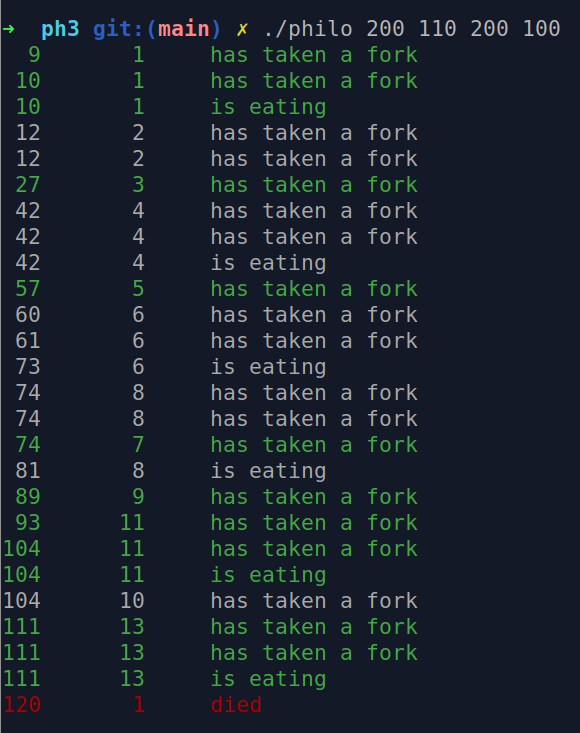 ➜ ph3 git:(main) ✗ ./philo 200 110 200 100
9 1 has taken a fork
10 1 has taken a fork
10 1 is eating
12 2 has taken a fork
12 2 has taken a fork
27 3 has taken a fork
42 4 has taken a fork
42 4 has taken a fork
42 4 is eating
57 5 has taken a fork
60 6 has taken a fork
61 6 has taken a fork
73 6 is eating
74 8 has taken a fork
74 8 has taken a fork
74 7 has taken a fork
81 8 is eating
89 9 has taken a fork
93 11 has taken a fork
104 11 has taken a fork
104 11 is eating
104 10 has taken a fork
111 13 has taken a fork
111 13 has taken a fork
111 13 is eating
120 1 died